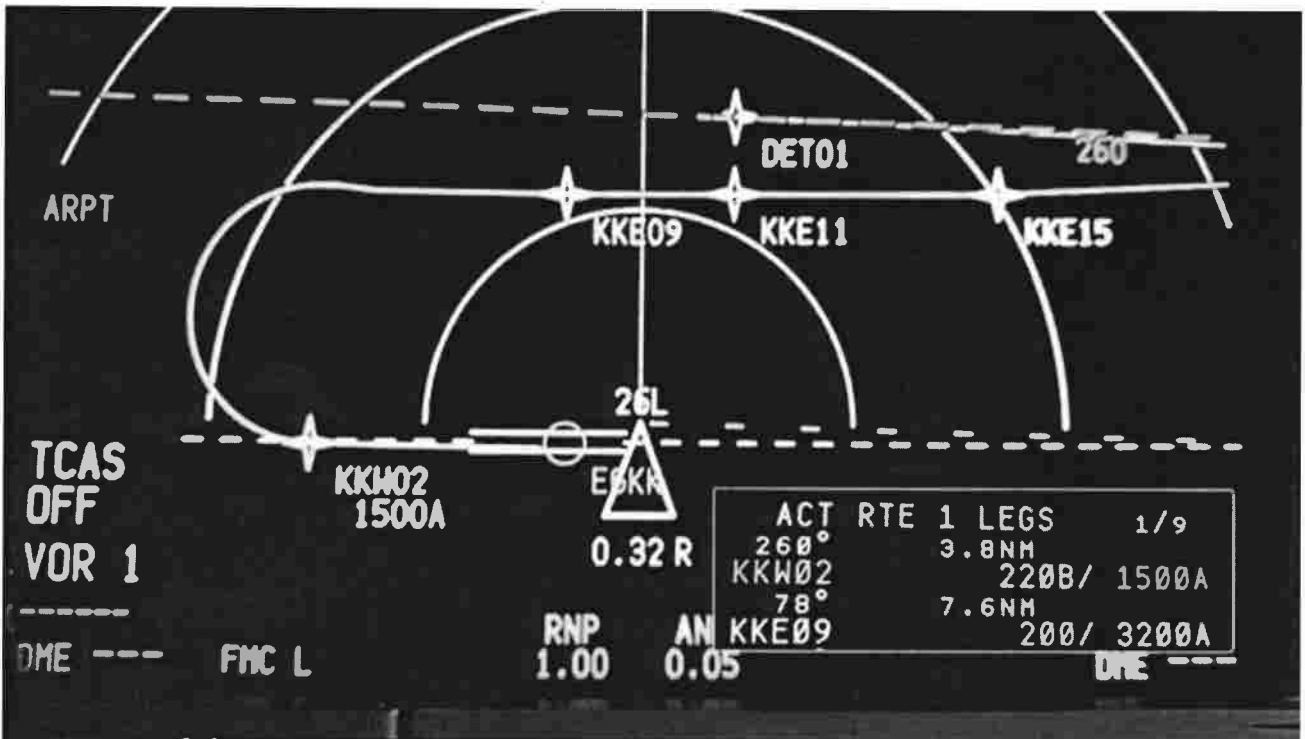 DET01
260
ARPT
KKE09
KKE11
KKE15
26L
EGKK
KKW02
1500A
TCAS
OFF
VOR 1
------
DME ---
FMC L
0.32 R
RNP
1.00
AN
0.05
ACT RTE 1 LEGS 1/9
260° 3.8NM
KKW02 220B/ 1500A
78° 7.6NM
KKE09 200/ 3200A
DME ---